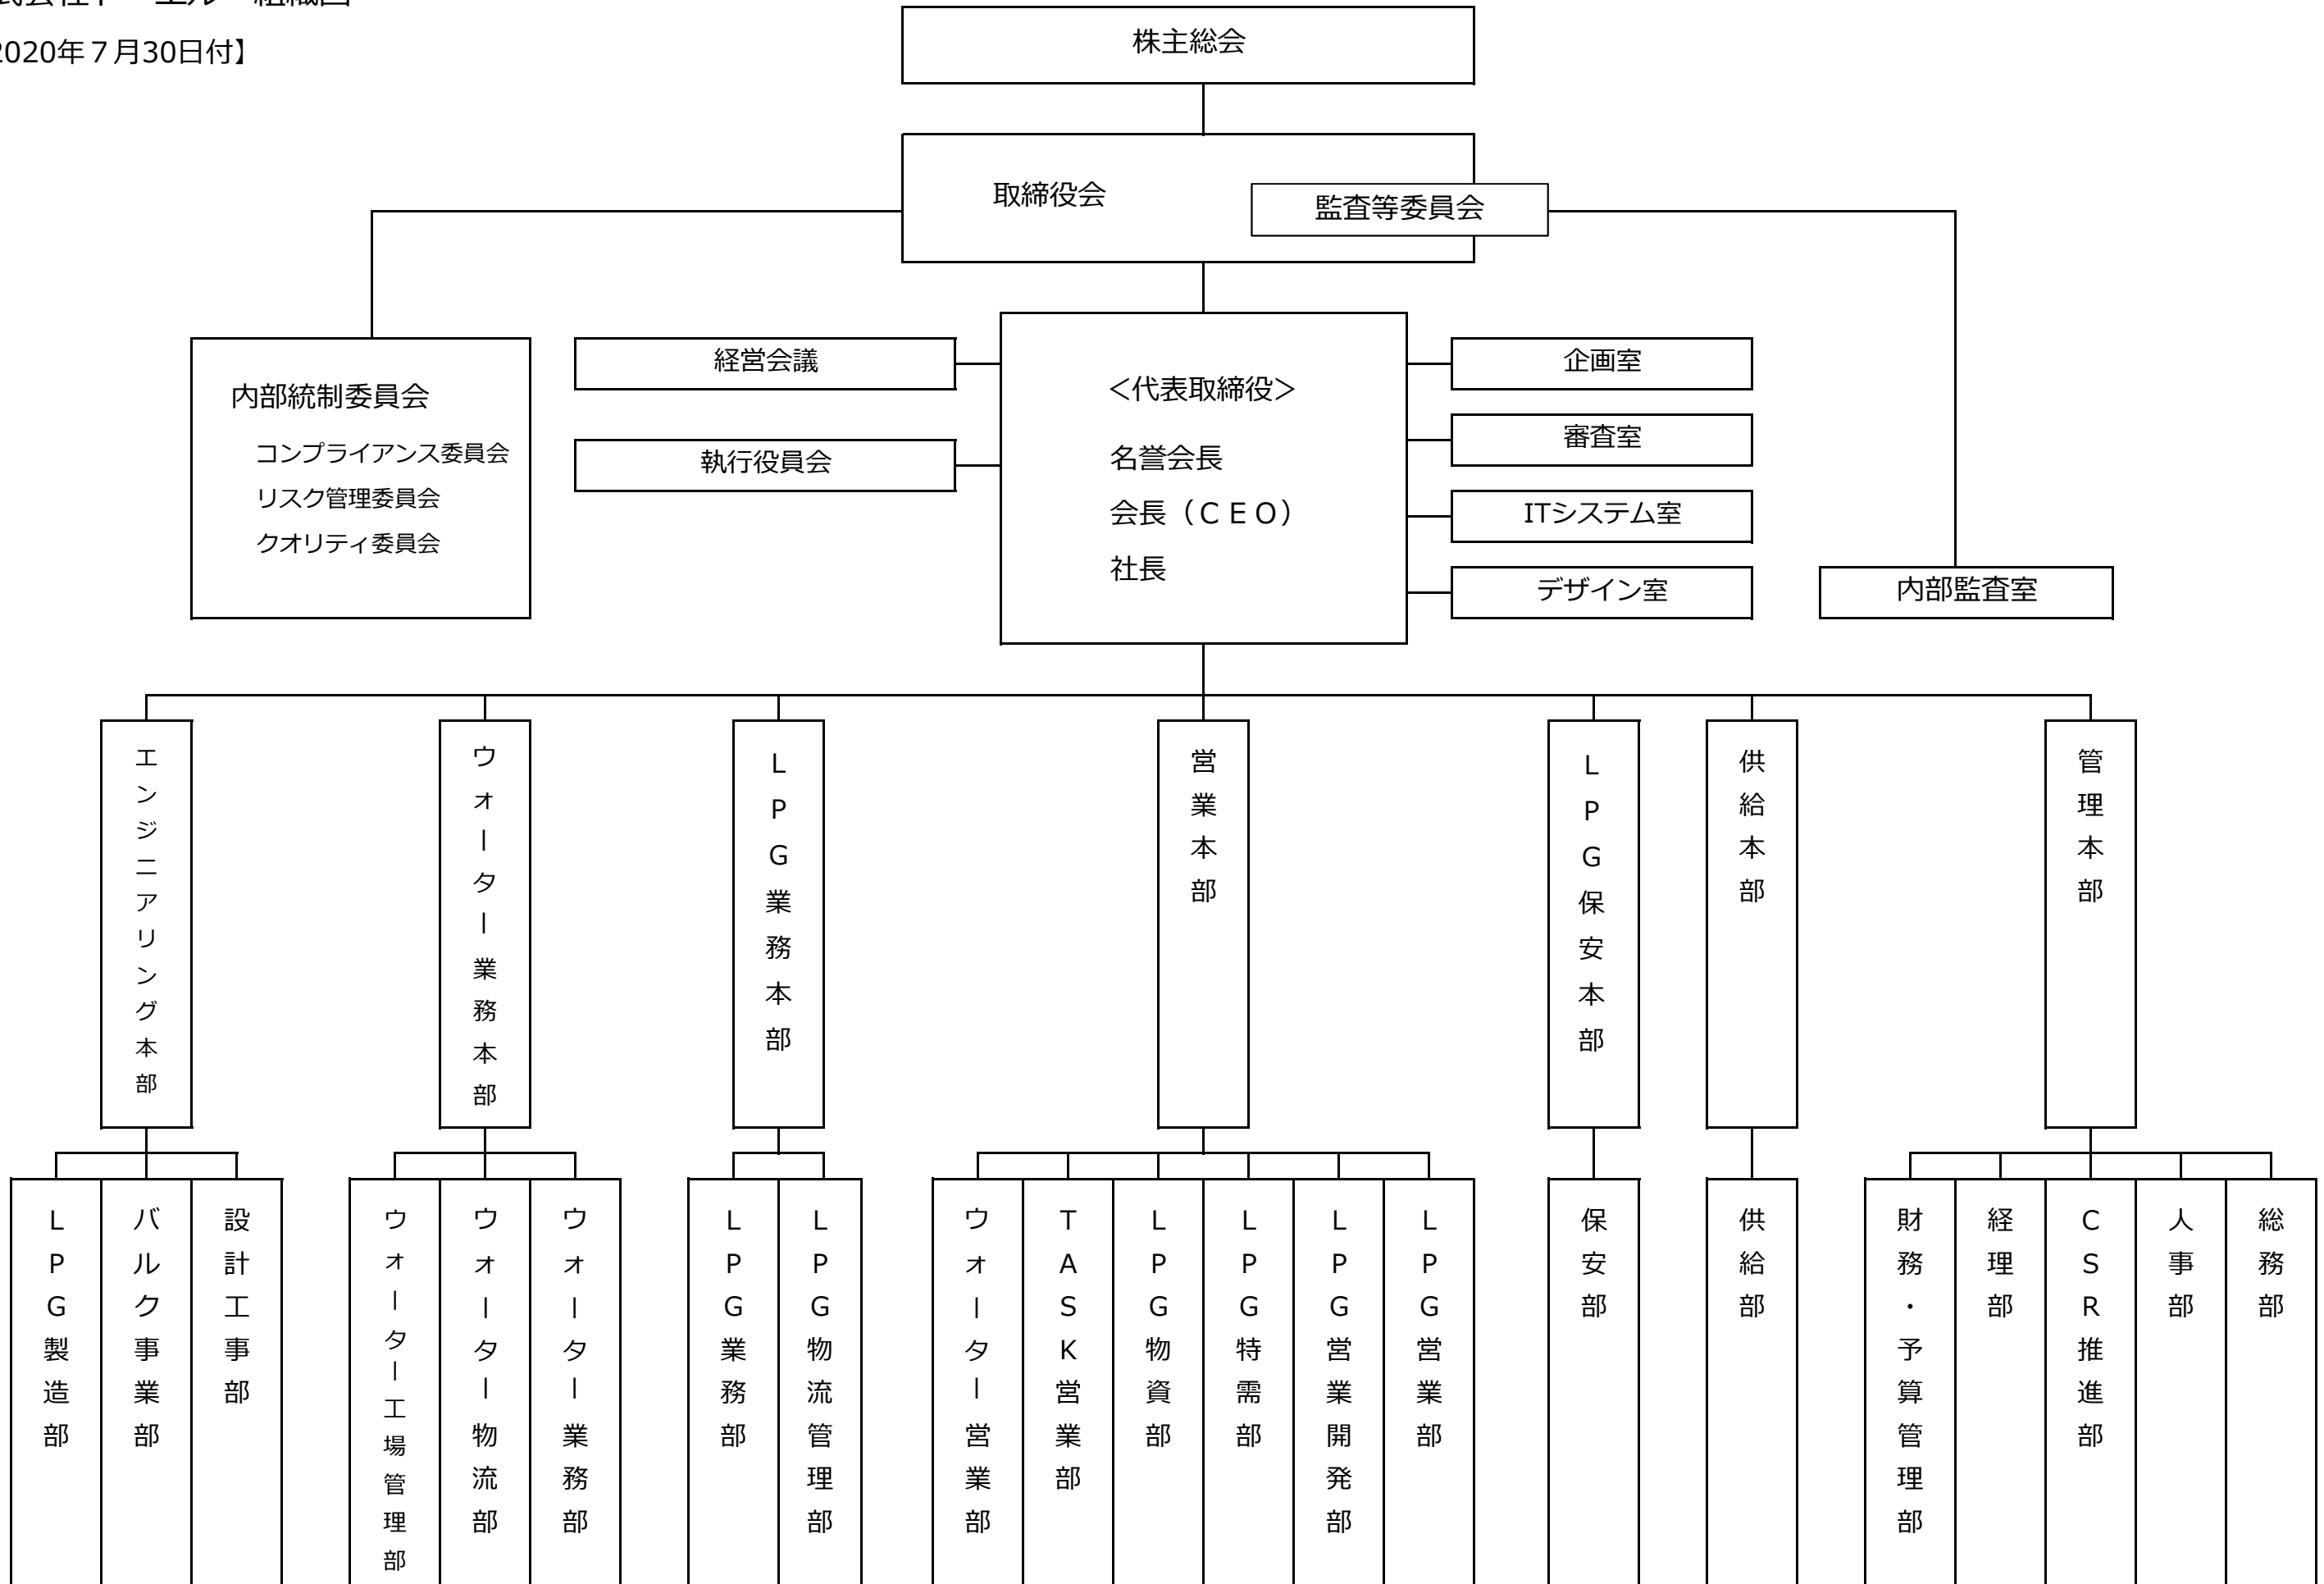 式会社トーエル 組織図
2020年７月30日付】
株主総会
取締役会
監査等委員会
内部統制委員会
コンプライアンス委員会
リスク管理委員会
クオリティ委員会
経営会議
執行役員会
＜代表取締役＞
名誉会長
会長（ＣＥＯ）
社長
企画室
審査室
ITシステム室
デザイン室
内部監査室
エンジニアリング本部
ウォーター業務本部
LPG業務本部
営業本部
LPG保安本部
供給本部
管理本部
LPG製造部
バルク事業部
設計工事部
ウォーター工場管理部
ウォーター物流部
ウォーター業務部
LPG業務部
LPG物流管理部
ウォーター営業部
TASK営業部
LPG物資部
LPG特需部
LPG営業開発部
LPG営業部
保安部
供給部
財務・予算管理部
経理部
CSR推進部
人事部
総務部